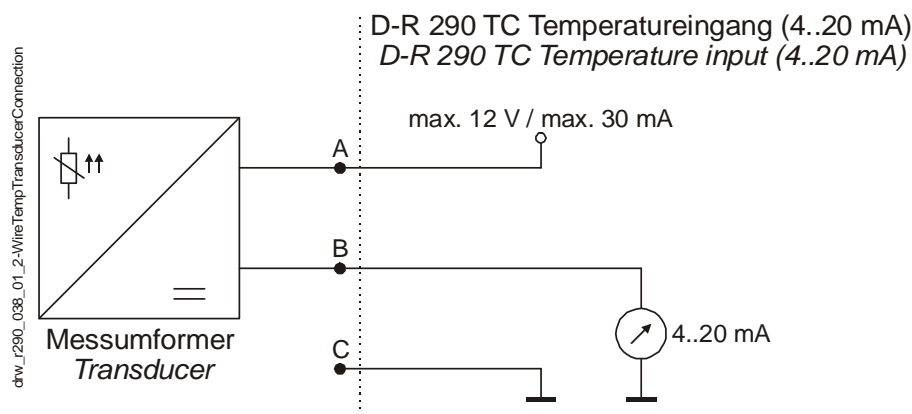 D-R 290 TC Temperatureingang (4..20 mA)
D-R 290 TC Temperature input (4..20 mA)
max. 12 V / max. 30 mA
A
B
C
4..20 mA
Messumformer
Transducer
drw_r290_038_01_2-WireTempTransducerConnection